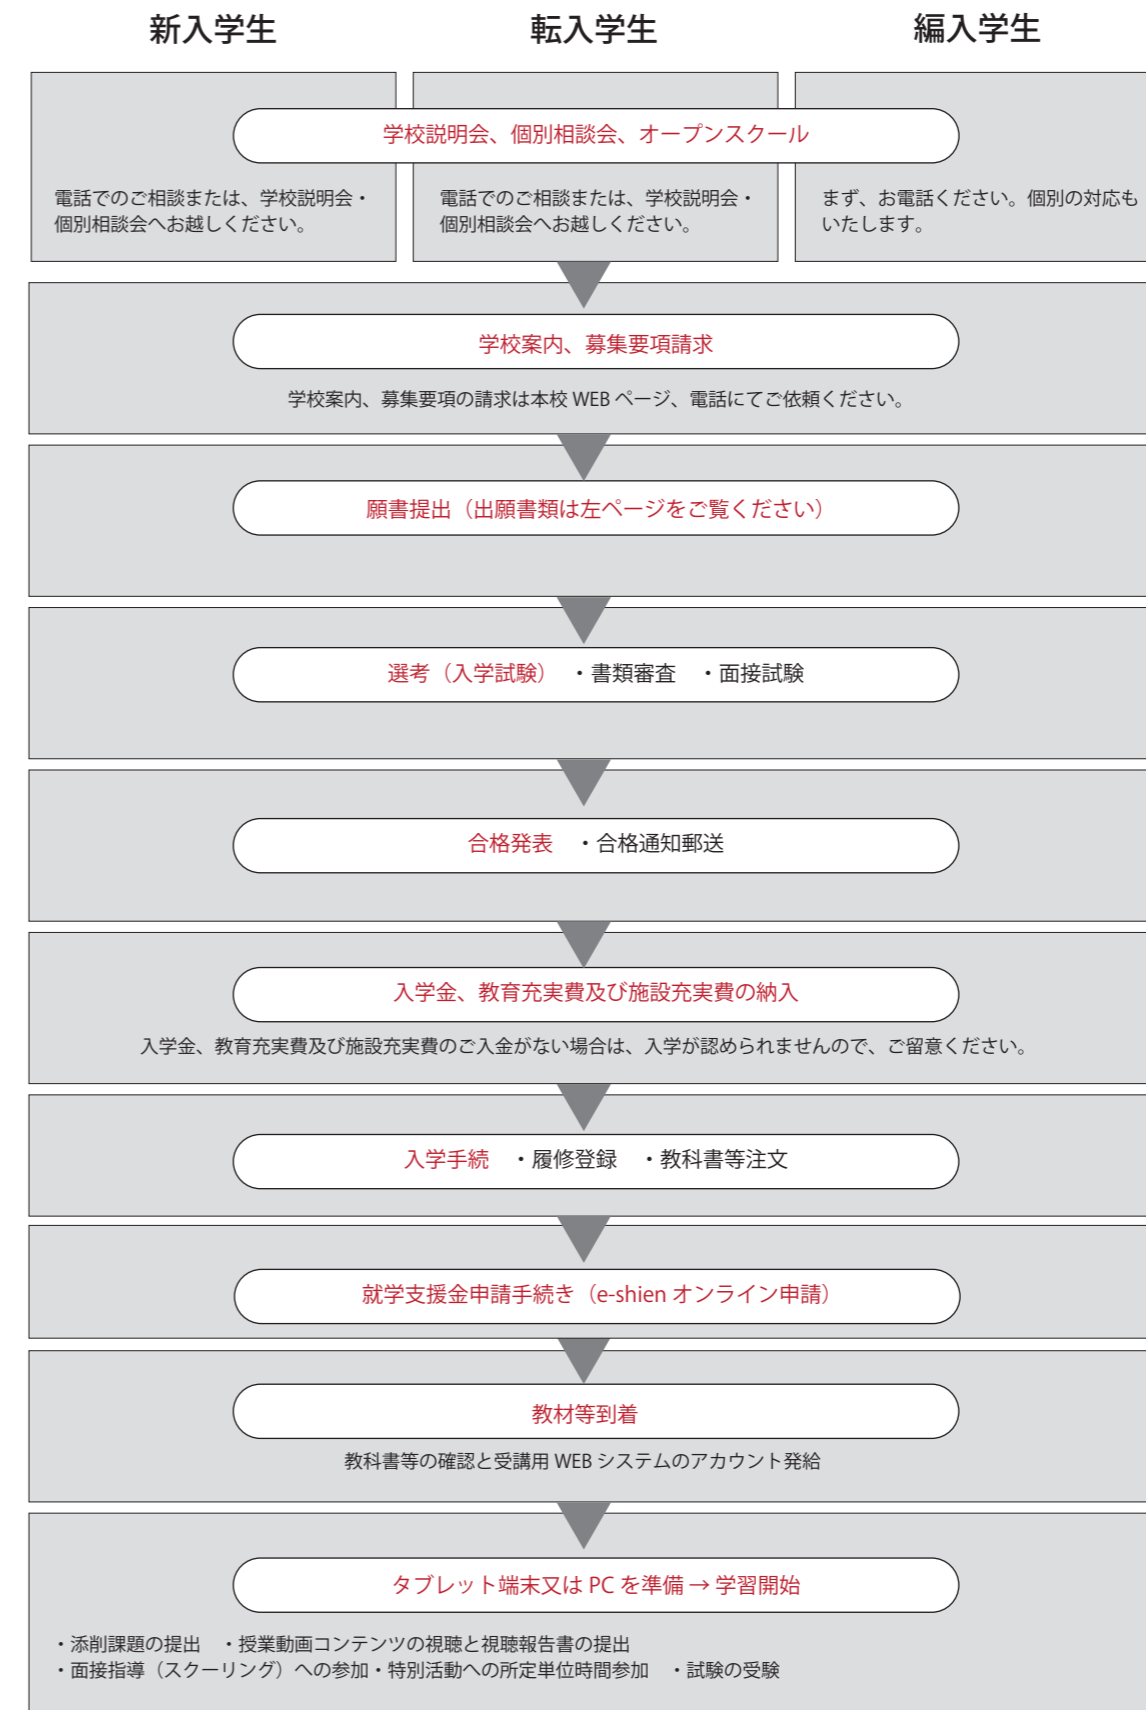 新入学生
転入学生
編入学生
学校説明会、個別相談会、オープンスクール
電話でのご相談または、学校説明会・
個別相談会へお越しください。
電話でのご相談または、学校説明会・
個別相談会へお越しください。
まず、お電話ください。個別の対応も
いたします。
学校案内、募集要項請求
学校案内、募集要項の請求は本校 WEB ページ、電話にてご依頼ください。
願書提出（出願書類は左ページをご覧ください）
選考（入学試験）　・書類審査　・面接試験
合格発表　・合格通知郵送
入学金、教育充実費及び施設充実費の納入
入学金、教育充実費及び施設充実費のご入金がない場合は、入学が認められませんので、ご留意ください。
入学手続　・履修登録　・教科書等注文
就学支援金申請手続き（e-shien オンライン申請）
教材等到着
教科書等の確認と受講用 WEB システムのアカウント発給
タブレット端末又は PC を準備 → 学習開始
・添削課題の提出　・授業動画コンテンツの視聴と視聴報告書の提出
・面接指導（スクーリング）への参加・特別活動への所定単位時間参加　・試験の受験